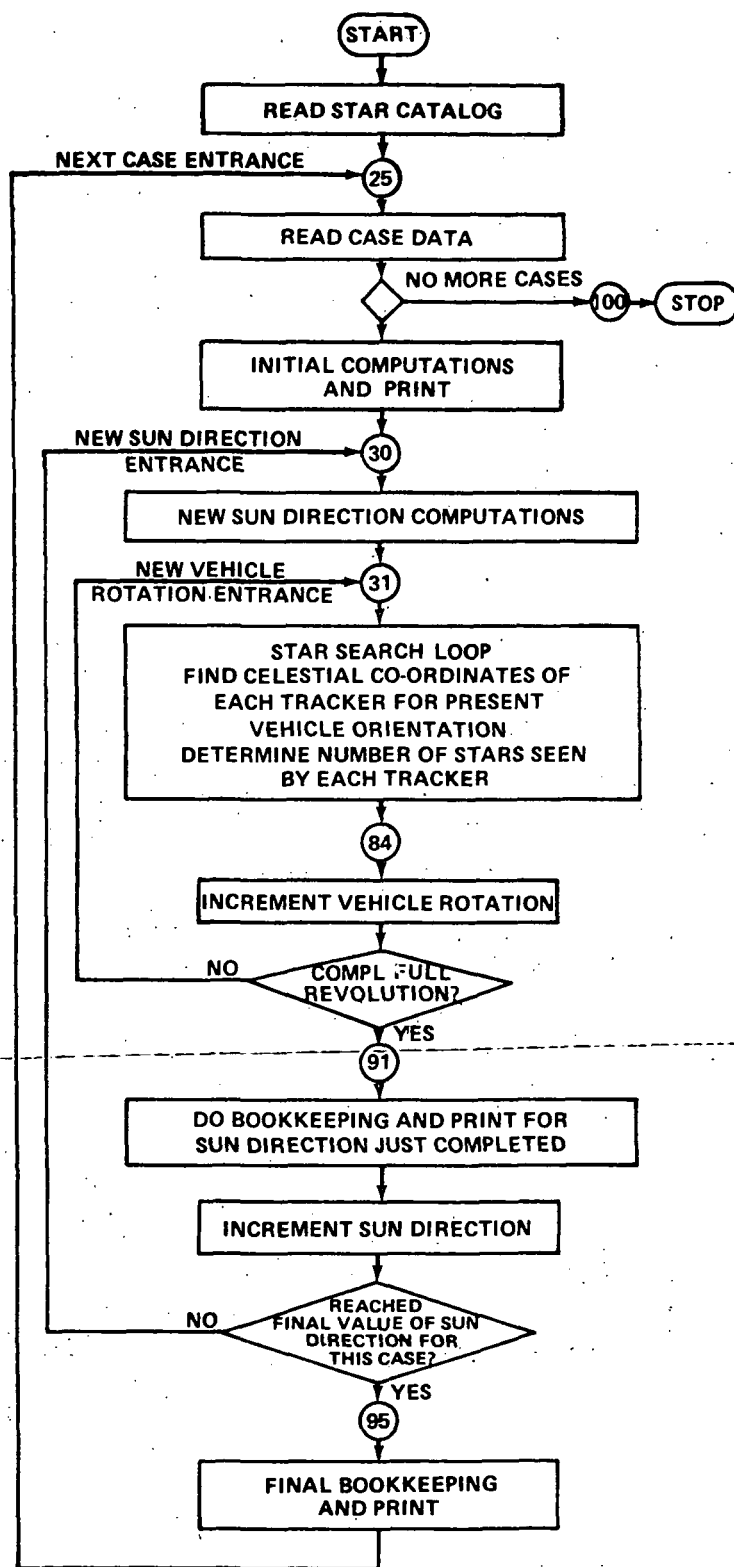 START
READ STAR CATALOG
NEXT CASE ENTRANCE
25
READ CASE DATA
NO MORE CASES
100
STOP
INITIAL COMPUTATIONS
AND PRINT
NEW SUN DIRECTION
ENTRANCE
30
NEW SUN DIRECTION COMPUTATIONS
NEW VEHICLE
ROTATION ENTRANCE
31
STAR SEARCH LOOP
FIND CELESTIAL CO-ORDINATES OF
EACH TRACKER FOR PRESENT
VEHICLE ORIENTATION
DETERMINE NUMBER OF STARS SEEN
BY EACH TRACKER
84
INCREMENT VEHICLE ROTATION
NO
COMPL FULL
REVOLUTION?
YES
91
DO BOOKKEEPING AND PRINT FOR
SUN DIRECTION JUST COMPLETED
INCREMENT SUN DIRECTION
NO
REACHED
FINAL VALUE OF SUN
DIRECTION FOR
THIS CASE?
YES
95
FINAL BOOKKEEPING
AND PRINT